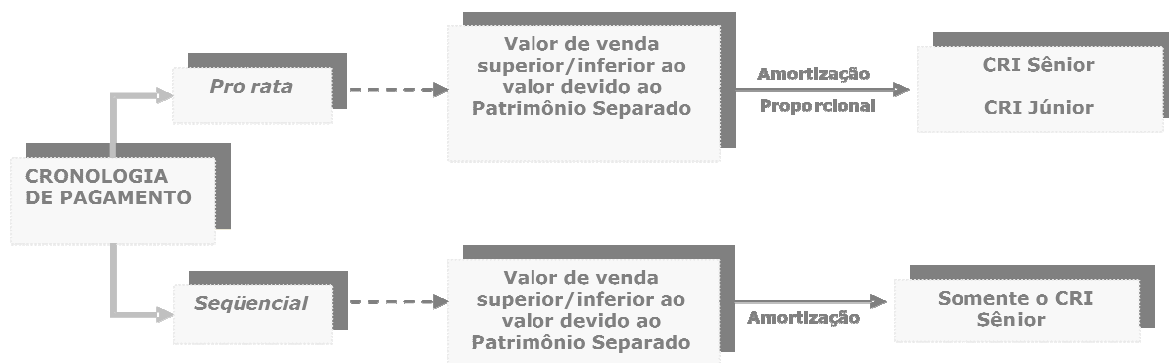 Pro rata
Valor de venda
superior/inferior ao
valor devido ao
Patrimônio Separado
Amortização
Proporcional
CRI Sênior
CRI Júnior
CRONOLOGIA
DE PAGAMENTO
Seqüencial
Valor de venda
superior/inferior ao
valor devido ao
Patrimônio Separado
Amortização
Somente o CRI
Sênior